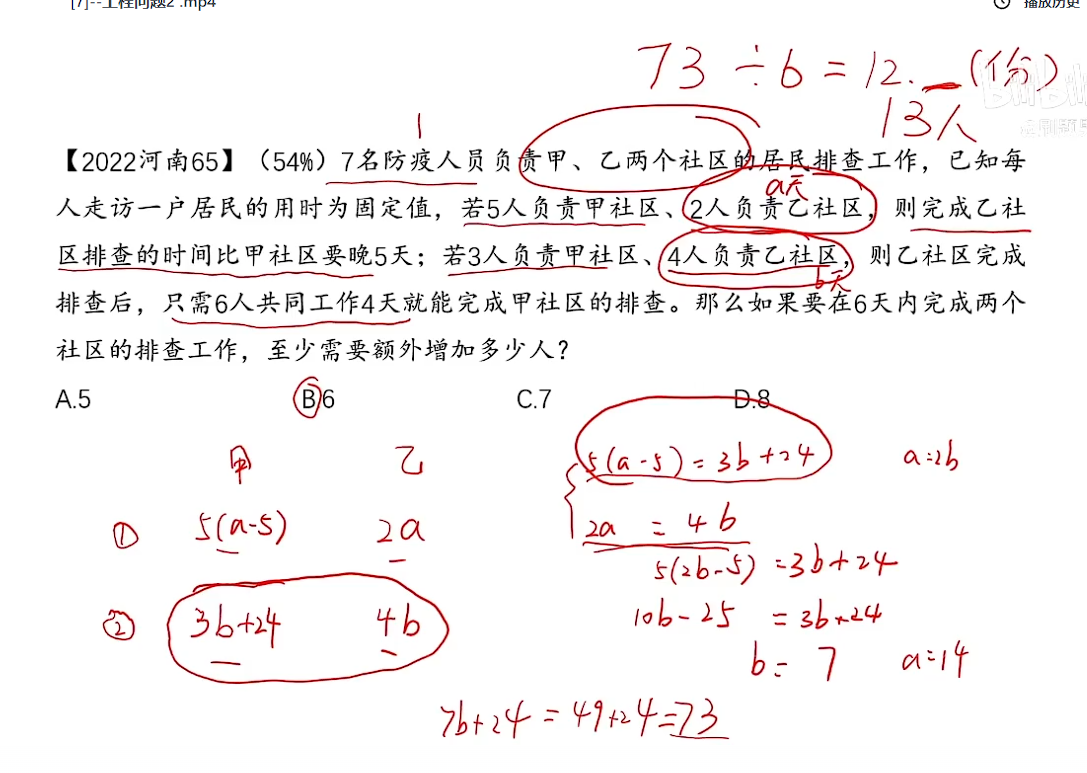 [7]--工程问题2 .mp4
播放历史
73 ÷ 6 = 12. (份)
13人
1
【2022河南65】（54%）7名防疫人员负责甲、乙两个社区的居民排查工作，已知每
a天
人走访一户居民的用时为固定值，若5人负责甲社区、2人负责乙社区，则完成乙社
区排查的时间比甲社区要晚5天；若3人负责甲社区、4人负责乙社区，则乙社区完成
b天
排查后，只需6人共同工作4天就能完成甲社区的排查。那么如果要在6天内完成两个
社区的排查工作，至少需要额外增加多少人？
A.5 B.6 C.7 D.8
甲 乙 5(a-5) = 3b+24 a=2b
① 5(a-5) 2a 2a = 4b
5(2b-5) = 3b+24
② 3b+24 4b 10b-25 = 3b+24
b= 7 a=14
7b+24 = 49+24=73